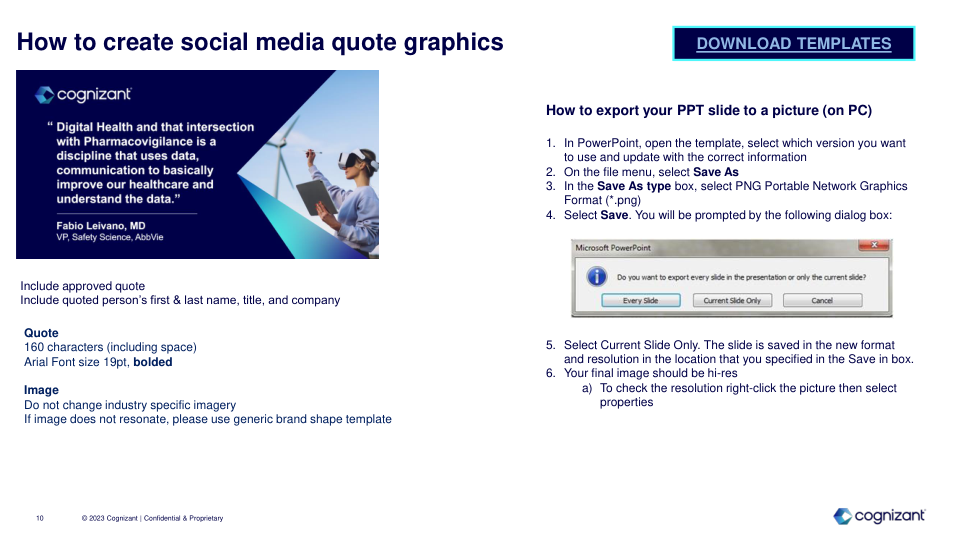 How to create social media quote graphics
DOWNLOAD TEMPLATES
cognizant
“ Digital Health and that intersection
with Pharmacovigilance is a
discipline that uses data,
communication to basically
improve our healthcare and
understand the data.”
Fabio Leivano, MD
VP, Safety Science, AbbVie
Include approved quote
Include quoted person’s first & last name, title, and company
Quote
160 characters (including space)
Arial Font size 19pt, bolded
Image
Do not change industry specific imagery
If image does not resonate, please use generic brand shape template
How to export your PPT slide to a picture (on PC)
1. In PowerPoint, open the template, select which version you want
to use and update with the correct information
2. On the file menu, select Save As
3. In the Save As type box, select PNG Portable Network Graphics
Format (*.png)
4. Select Save. You will be prompted by the following dialog box:
Microsoft PowerPoint
X
Do you want to export every slide in the presentation or only the current slide?
Every Slide
Current Slide Only
Cancel
5. Select Current Slide Only. The slide is saved in the new format
and resolution in the location that you specified in the Save in box.
6. Your final image should be hi-res
a) To check the resolution right-click the picture then select
properties
10
© 2023 Cognizant | Confidential & Proprietary
cognizant